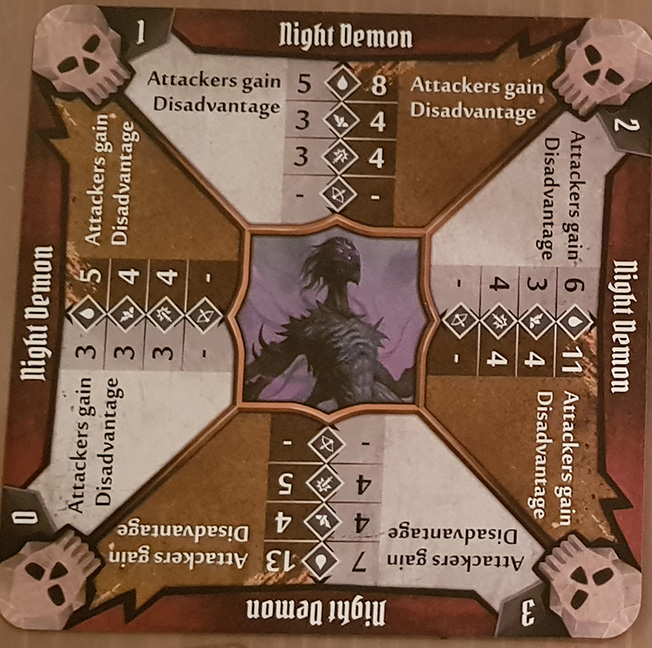 1
Night Demon
Attackers gain
Disadvantage
5 8
3 4
3 4
- -
Attackers gain
Disadvantage
2
Night Demon
Attackers gain
Disadvantage
6 11
3 4
4 4
- -
Attackers gain
Disadvantage
3
Night Demon
Attackers gain
Disadvantage
7 13
4 4
4 5
- -
Attackers gain
Disadvantage
0
Night Demon
Attackers gain
Disadvantage
3 5
3 4
3 4
- -
Attackers gain
Disadvantage